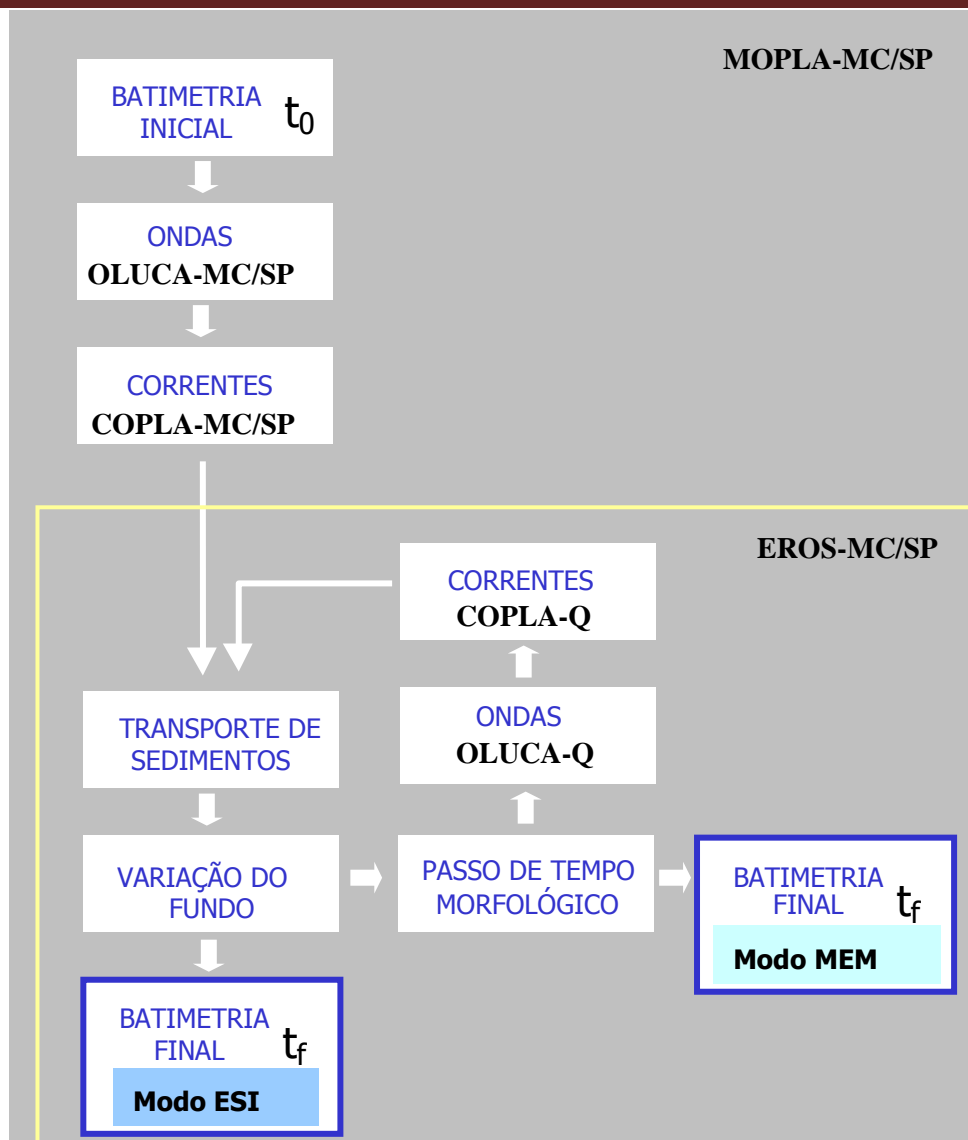 MOPLA-MC/SP
BATIMETRIA
INICIAL
t0
ONDAS
OLUCA-MC/SP
CORRENTES
COPLA-MC/SP
EROS-MC/SP
CORRENTES
COPLA-Q
ONDAS
OLUCA-Q
TRANSPORTE DE
SEDIMENTOS
VARIAÇÃO DO
FUNDO
PASSO DE TEMPO
MORFOLÓGICO
BATIMETRIA
FINAL
tf
Modo MEM
BATIMETRIA
FINAL
tf
Modo ESI